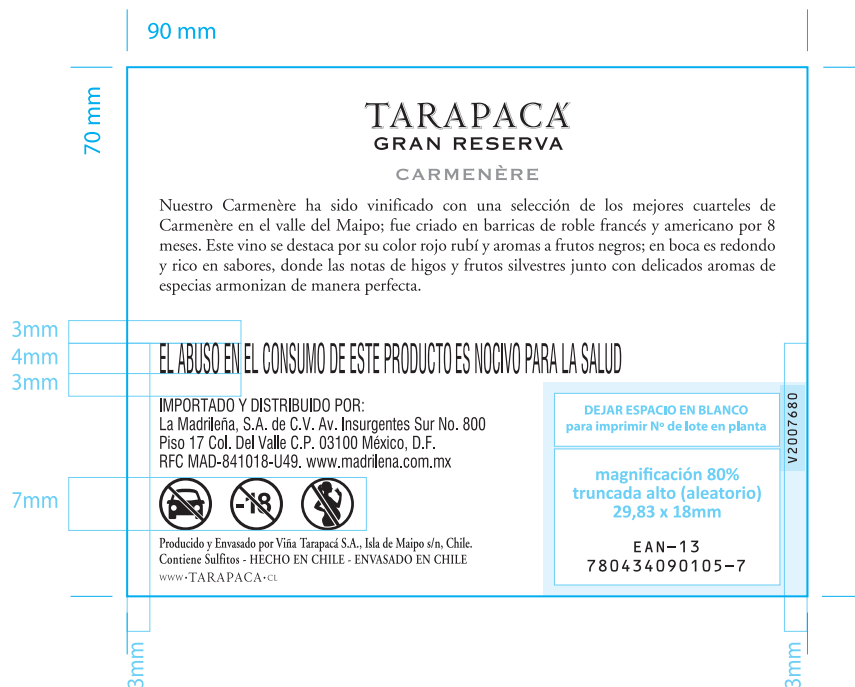 90 mm
70 mm
TARAPACÁ
GRAN RESERVA
CARMENÈRE
Nuestro Carmenère ha sido vinificado con una selección de los mejores cuarteles de
Carmenère en el valle del Maipo; fue criado en barricas de roble francés y americano por 8
meses. Este vino se destaca por su color rojo rubí y aromas a frutos negros; en boca es redondo
y rico en sabores, donde las notas de higos y frutos silvestres junto con delicados aromas de
especias armonizan de manera perfecta.
3mm
4mm
3mm
EL ABUSO EN EL CONSUMO DE ESTE PRODUCTO ES NOCIVO PARA LA SALUD
IMPORTADO Y DISTRIBUIDO POR:
La Madrileña, S.A. de C.V. Av. Insurgentes Sur No. 800
Piso 17 Col. Del Valle C.P. 03100 México, D.F.
RFC MAD-841018-U49. www.madrilena.com.mx
7mm
-18
Producido y Envasado por Viña Tarapacá S.A., Isla de Maipo s/n, Chile.
Contiene Sulfitos - HECHO EN CHILE - ENVASADO EN CHILE
WWW•TARAPACA•CL
DEJAR ESPACIO EN BLANCO
para imprimir Nº de lote en planta
V2007680
magnificación 80%
truncada alto (aleatorio)
29,83 x 18mm
EAN-13
780434090105-7
3mm
3mm